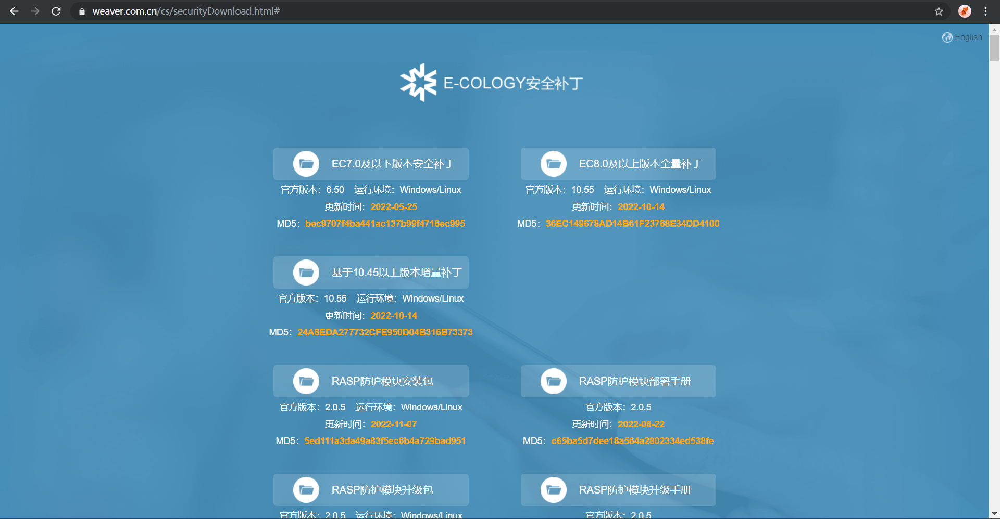 weaver.com.cn/cs/securityDownload.html#
English
E-COLOGY安全补丁
EC7.0及以下版本安全补丁
官方版本：6.50 运行环境：Windows/Linux
更新时间：2022-05-25
MD5：bec9707f4ba441ac137b99f4716ec995
EC8.0及以上版本全量补丁
官方版本：10.55 运行环境：Windows/Linux
更新时间：2022-10-14
MD5：36EC149678AD14B61F23768E34DD4100
基于10.45以上版本增量补丁
官方版本：10.55 运行环境：Windows/Linux
更新时间：2022-10-14
MD5：24A8EDA277732CFE950D04B316B73373
RASP防护模块安装包
官方版本：2.0.5 运行环境：Windows/Linux
更新时间：2022-11-07
MD5：5ed111a3da49a83f5ec6b4a729bad951
RASP防护模块部署手册
官方版本：2.0.5
更新时间：2022-08-22
MD5：c65ba5d7dee18a564a2802334ed538fe
RASP防护模块升级包
官方版本：2.0.5 运行环境：Windows/Linux
RASP防护模块升级手册
官方版本：2.0.5